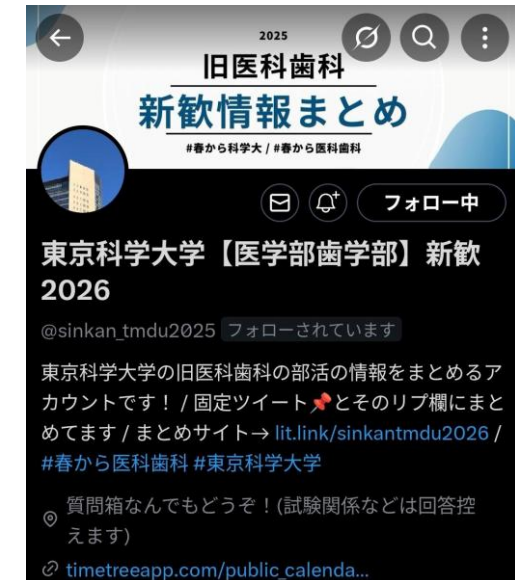 2025
旧医科歯科
新歓情報まとめ
#春から科学大 / #春から医科歯科
フォロー中
東京科学大学【医学部歯学部】新歓
2026
@sinkan_tmdu2025 フォローされています
東京科学大学の旧医科歯科の部活の情報をまとめるア
カウントです！ / 固定ツイート📌とそのリプ欄にまと
めてます / まとめサイト→ lit.link/sinkantmdu2026 /
#春から医科歯科 #東京科学大学
質問箱なんでもどうぞ！(試験関係などは回答控
えます)
timetreeapp.com/public_calenda...